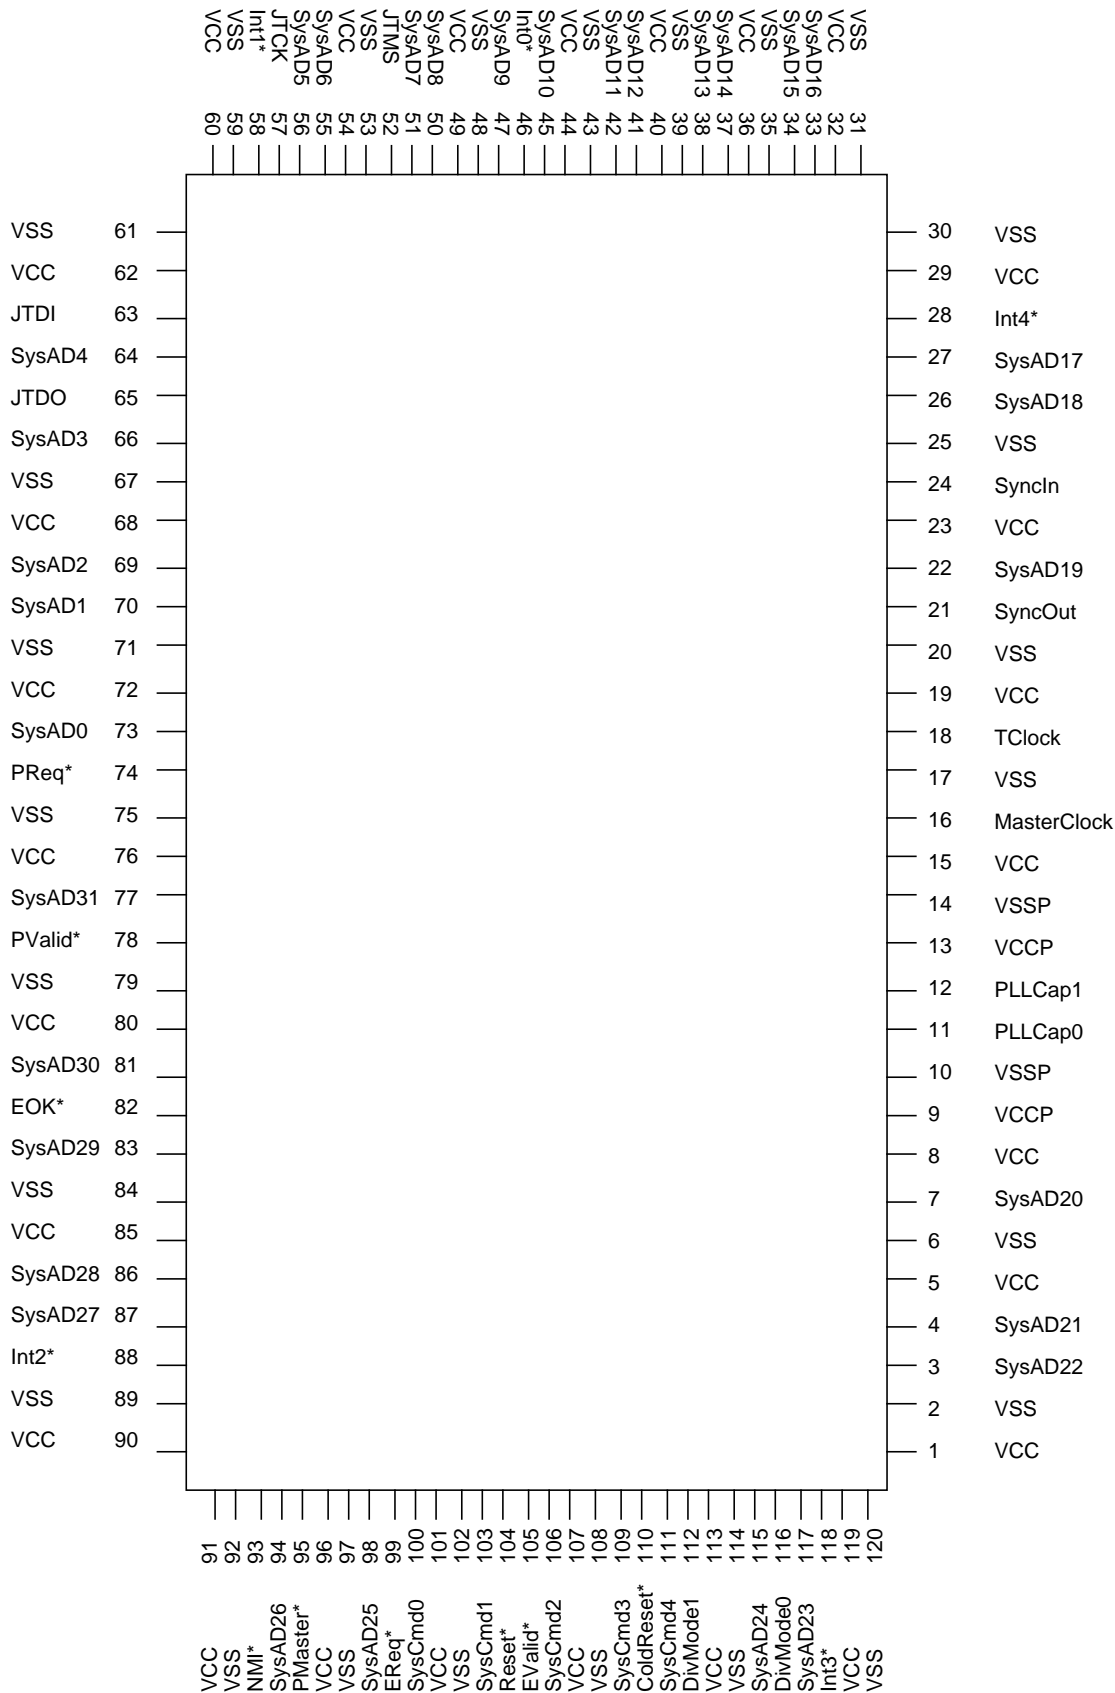 VCC
VSS
Int1*
JTCK
SysAD5
SysAD6
VCC
VSS
JTMS
SysAD7
SysAD8
VCC
VSS
SysAD9
Int0*
SysAD10
VCC
VSS
SysAD11
SysAD12
VCC
VSS
SysAD13
SysAD14
VCC
VSS
SysAD15
SysAD16
VCC
VSS
60
59
58
57
56
55
54
53
52
51
50
49
48
47
46
45
44
43
42
41
40
39
38
37
36
35
34
33
32
31
VSS 61
VCC 62
JTDI 63
SysAD4 64
JTDO 65
SysAD3 66
VSS 67
VCC 68
SysAD2 69
SysAD1 70
VSS 71
VCC 72
SysAD0 73
PReq* 74
VSS 75
VCC 76
SysAD31 77
PValid* 78
VSS 79
VCC 80
SysAD30 81
EOK* 82
SysAD29 83
VSS 84
VCC 85
SysAD28 86
SysAD27 87
Int2* 88
VSS 89
VCC 90
30 VSS
29 VCC
28 Int4*
27 SysAD17
26 SysAD18
25 VSS
24 SyncIn
23 VCC
22 SysAD19
21 SyncOut
20 VSS
19 VCC
18 TClock
17 VSS
16 MasterClock
15 VCC
14 VSSP
13 VCCP
12 PLLCap1
11 PLLCap0
10 VSSP
9 VCCP
8 VCC
7 SysAD20
6 VSS
5 VCC
4 SysAD21
3 SysAD22
2 VSS
1 VCC
91
92
93
94
95
96
97
98
99
100
101
102
103
104
105
106
107
108
109
110
111
112
113
114
115
116
117
118
119
120
VCC
VSS
NMI*
SysAD26
PMaster*
VCC
VSS
SysAD25
EReq*
SysCmd0
VCC
VSS
SysCmd1
Reset*
EValid*
SysCmd2
VCC
VSS
SysCmd3
ColdReset*
SysCmd4
DivMode1
VCC
VSS
SysAD24
DivMode0
SysAD23
Int3*
VCC
VSS